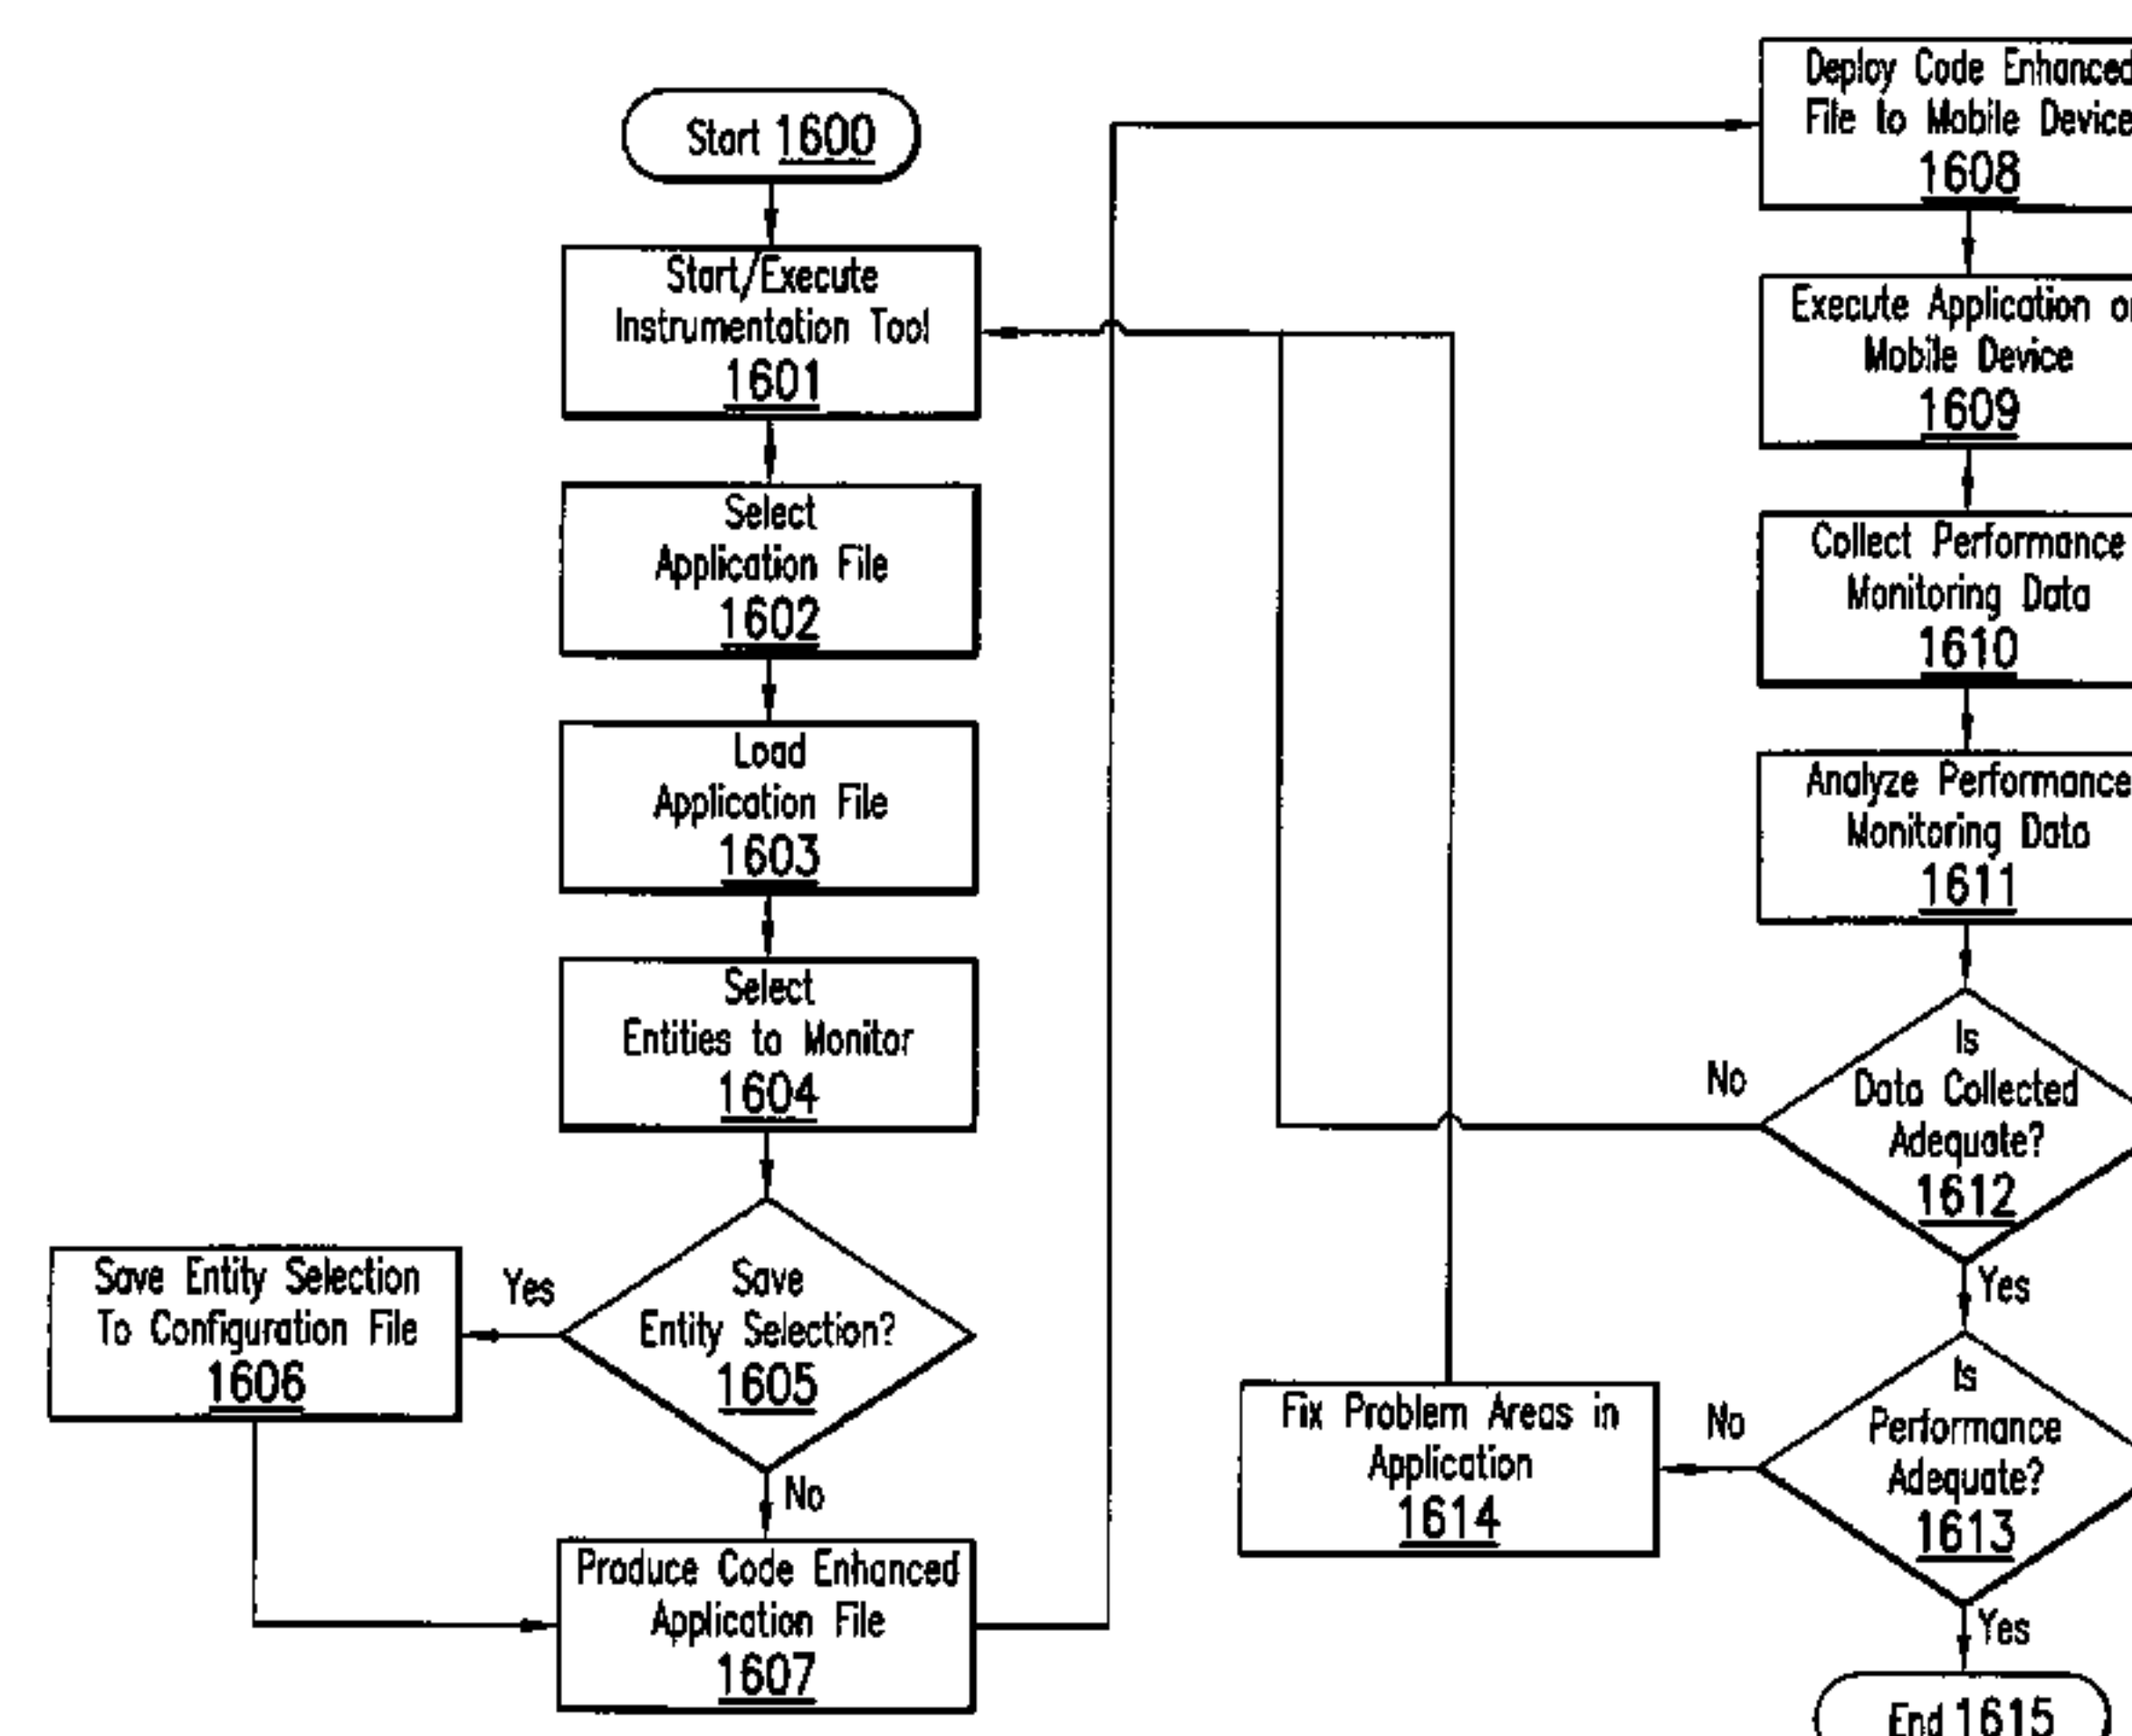 Start 1600
Start/Execute
Instrumentation Tool
1601
Select
Application File
1602
Load
Application File
1603
Select
Entities to Monitor
1604
Save
Entity Selection?
1605
Yes
Save Entity Selection
To Configuration File
1606
No
Produce Code Enhanced
Application File
1607
Deploy Code Enhanced
File to Mobile Device
1608
Execute Application
Mobile Device
1609
Collect Performance
Monitoring Data
1610
Analyze Performance
Monitoring Data
1611
Is
Data Collected
Adequate?
1612
No
Yes
Is
Performance
Adequate?
1613
No
Fix Problem Areas in
Application
1614
Yes
End 1615